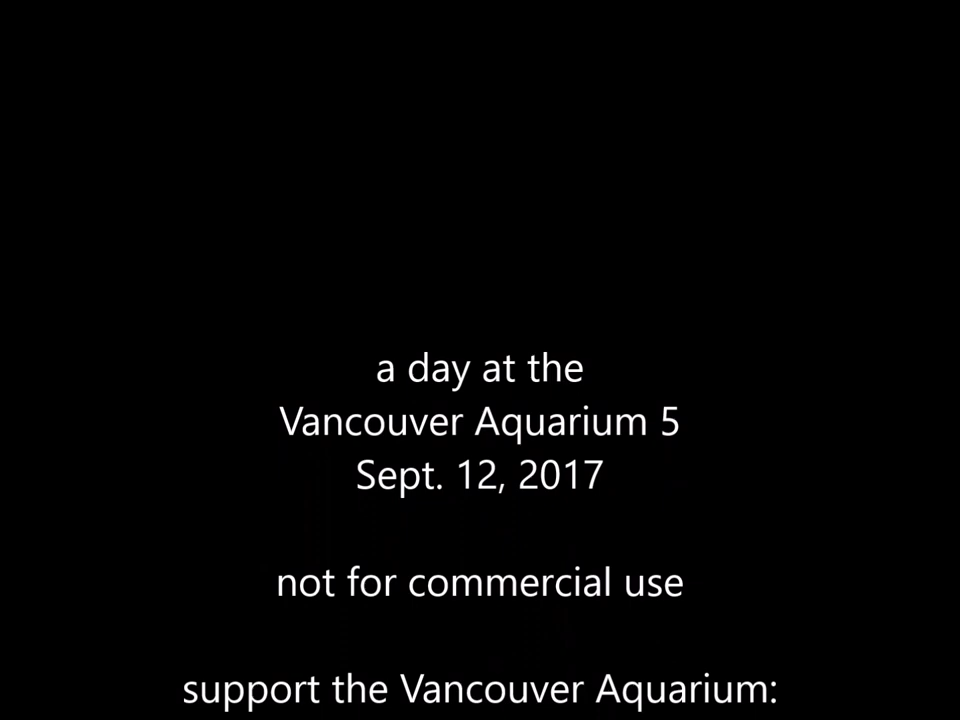 a day at the
Vancouver Aquarium 5
Sept. 12, 2017
not for commercial use
support the Vancouver Aquarium: